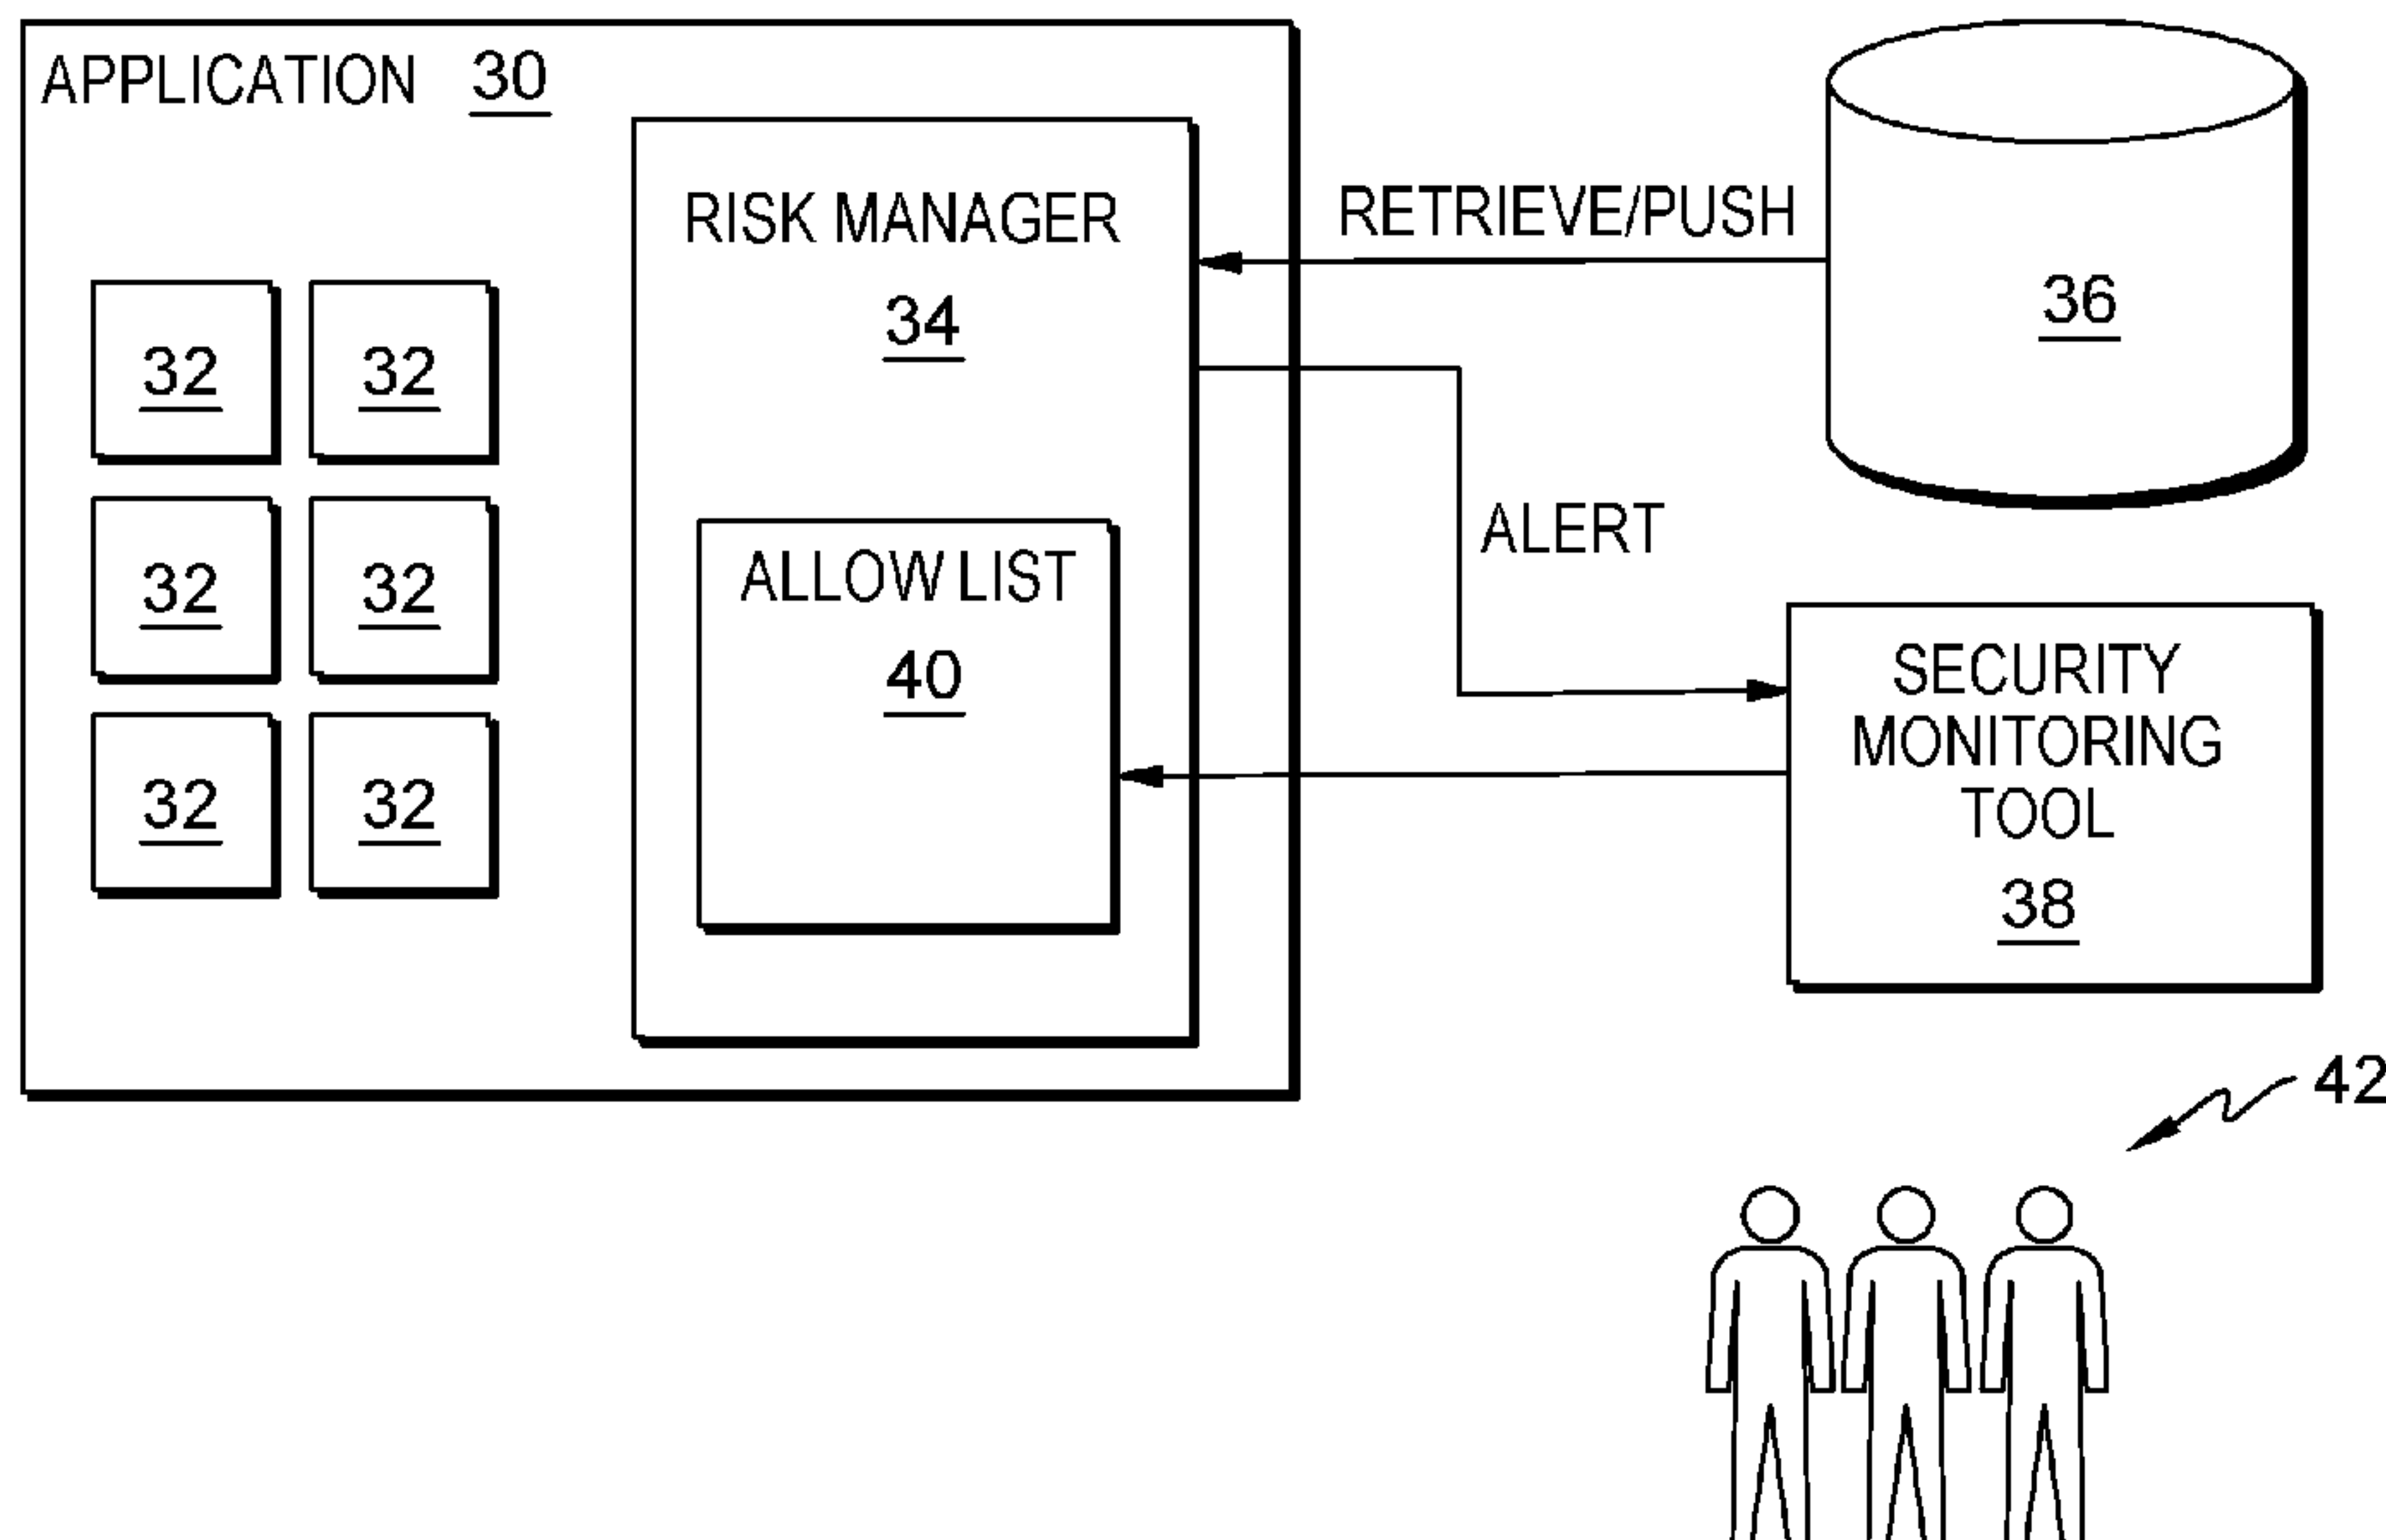 APPLICATION 30
RISK MANAGER
34
32 32
32 32
32 32
ALLOW LIST
40
RETRIEVE/PUSH
36
ALERT
SECURITY
MONITORING
TOOL
38
42